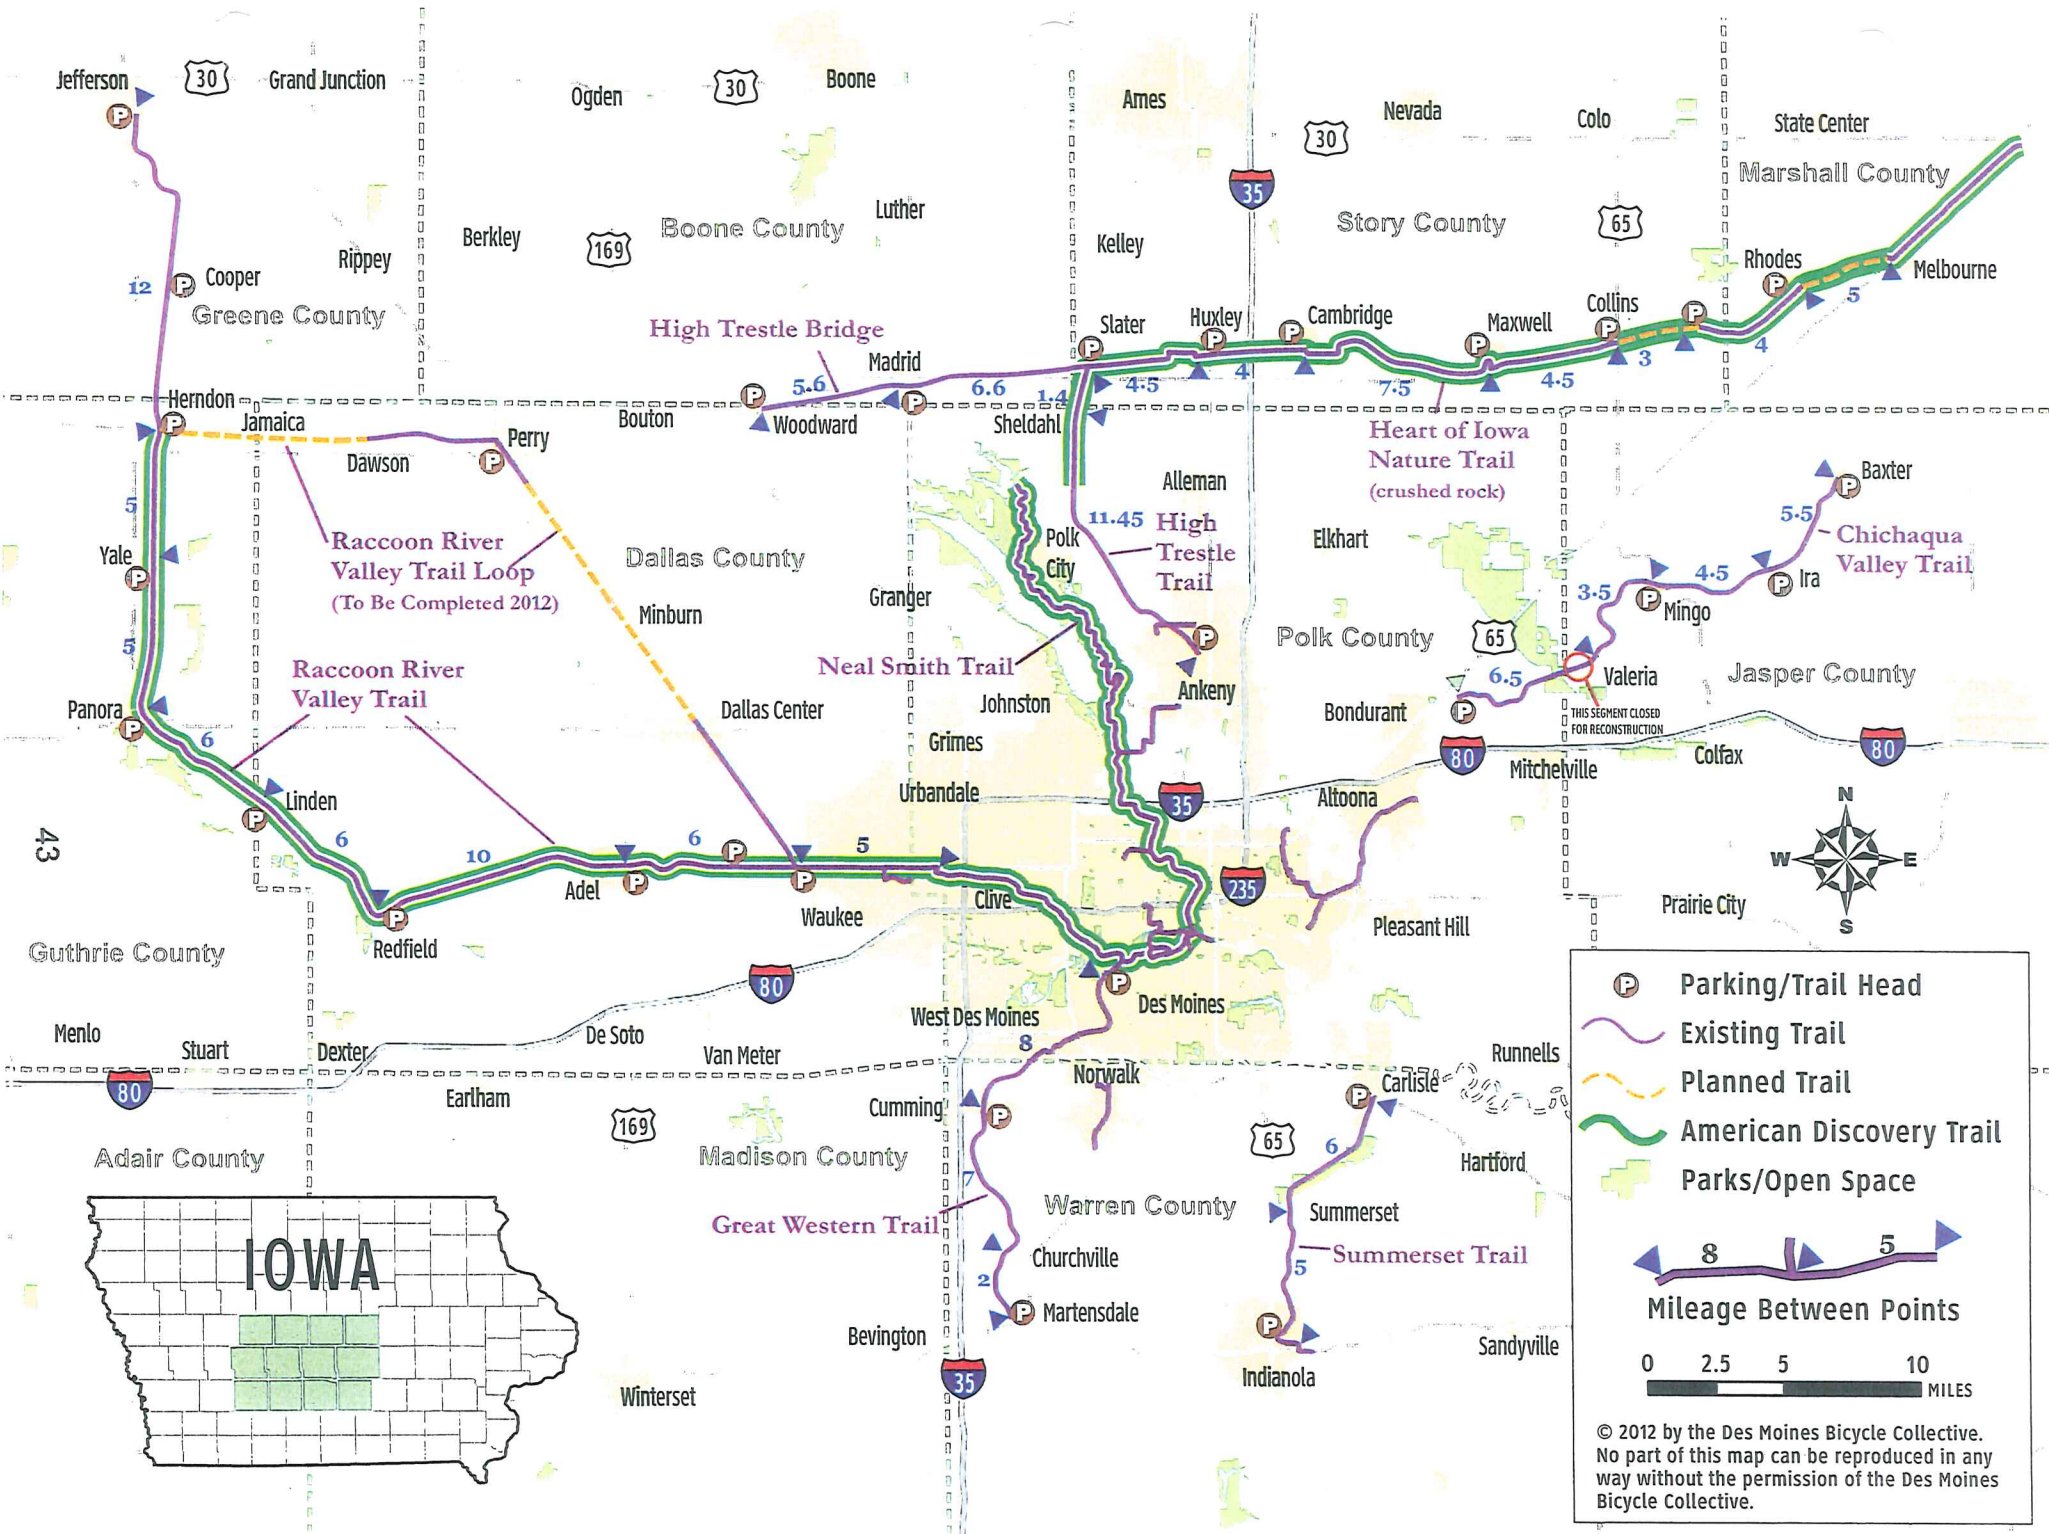 Jefferson
30
Grand Junction
Ogden
30
Boone
Ames
35
30
Nevada
Colo
State Center
Marshall County
Story County
65
Luther
Boone County
169
Berkley
Rippey
Cooper
12
Greene County
Kelley
Rhodes
Melbourne
5
Collins
Cambridge
Huxley
Slater
Maxwell
High Trestle Bridge
Madrid
5.6
6.6
1.4
4.5
4
7.5
4.5
3
4
Herndon
Jamaica
Dawson
Perry
Bouton
Woodward
Sheldahl
Heart of Iowa
Nature Trail
(crushed rock)
Alleman
Baxter
5.5
Chichaqua
Valley Trail
5
Yale
5
Raccoon River
Valley Trail Loop
(To Be Completed 2012)
Dallas County
Minburn
Granger
Polk
City
11.45
High
Trestle
Trail
Elkhart
3.5
4.5
Ira
Mingo
Polk County
65
Valeria
Jasper County
6.5
Bondurant
THIS SEGMENT CLOSED
FOR RECONSTRUCTION
Neal Smith Trail
Ankeny
Johnston
Raccoon River
Valley Trail
Panora
6
Dallas Center
Grimes
Urbandale
80
Mitchelville
Colfax
80
35
Altoona
Linden
6
10
6
5
Adel
Waukee
Clive
235
Pleasant Hill
Prairie City
N
W
E
S
43
Redfield
Guthrie County
80
Des Moines
West Des Moines
8
Menlo
Stuart
Dexter
De Soto
Van Meter
80
Earlham
169
Cumming
Norwalk
Carlisle
Runnells
65
6
Hartford
Adair County
Madison County
7
Warren County
Great Western Trail
Summerset
Summerset Trail
5
Churchville
2
Martensdale
Bevington
35
Indianola
Sandyville
Winterset
IOWA
P Parking/Trail Head
Existing Trail
Planned Trail
American Discovery Trail
Parks/Open Space
8
5
Mileage Between Points
0 2.5 5 10
MILES
© 2012 by the Des Moines Bicycle Collective.
No part of this map can be reproduced in any
way without the permission of the Des Moines
Bicycle Collective.